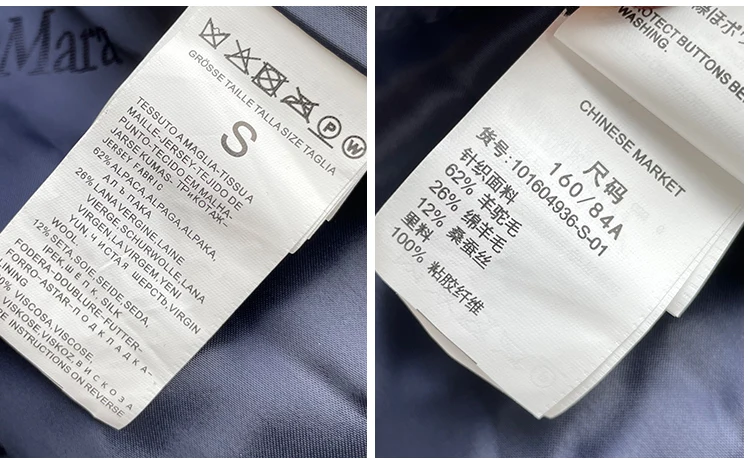 Mara
GRÖSSE TAILLE TALLA SIZE TAGLIA
S
TESSUTO A MAGLIA-TISSU A
MAILLE-JERSEY-TEJIDO DE
PUNTO-TECIDO EM MALHA-
JARSE KUMAS, ТРИКОТАЖ-
JERSEY FABRIC
62% ALPACA, ALPAGA, ALPAKA,
АЛЬПАКА
26% LANA VERGINE, LAINE
VIERGE, SCHURWOLLE, LANA
VIRGEN, LA VIRGEM, YENI
YUN, ЧИСТАЯ ШЕРСТЬ, VIRGIN
WOOL
12% SETA, SOIE, SEIDE, SEDA,
IPEK, Шелк, SILK
FODERA-DOUBLURE-FUTTER-
FORRO-ASTAR-подкладка-
LINING
0% VISCOSA, VISCOSE,
VISKOSE, VISKOZ, вискоза
E INSTRUCTIONS ON REVERSE
P
W
ROTECT BUTTONS BE
WASHING.
CHINESE MARKET
尺码
160/84A
货号:101604936-S-01
针织面料
62% 羊驼毛
26% 绵羊毛
12% 桑蚕丝
里料
100% 粘胶纤维